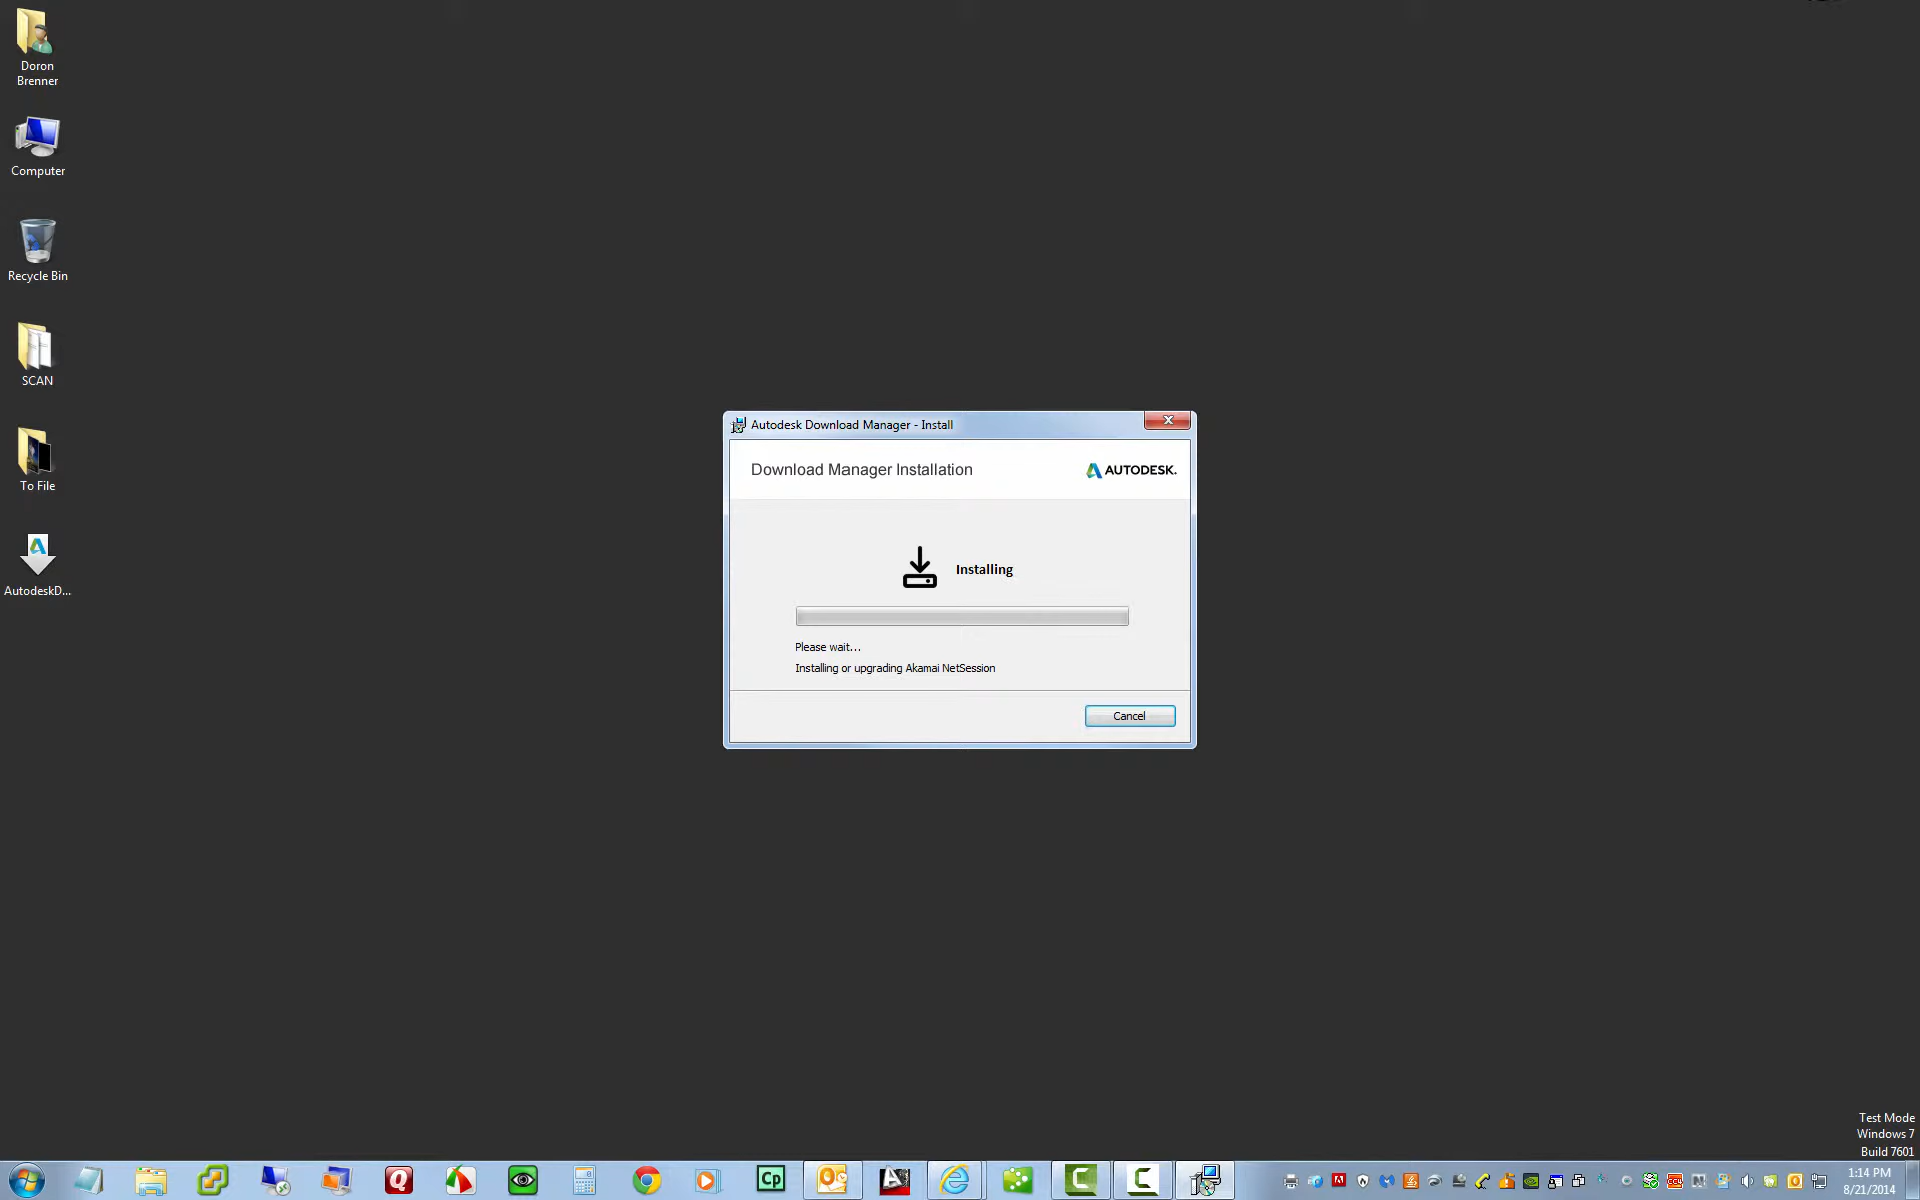 Doron
Brenner
Computer
Recycle Bin
SCAN
To File
AutodeskD...
Autodesk Download Manager - Install
Download Manager Installation
AUTODESK.
Installing
Please wait...
Installing or upgrading Akamai NetSession
Cancel
Test Mode
Windows 7
Build 7601
Q
Cp
1:14 PM
8/21/2014